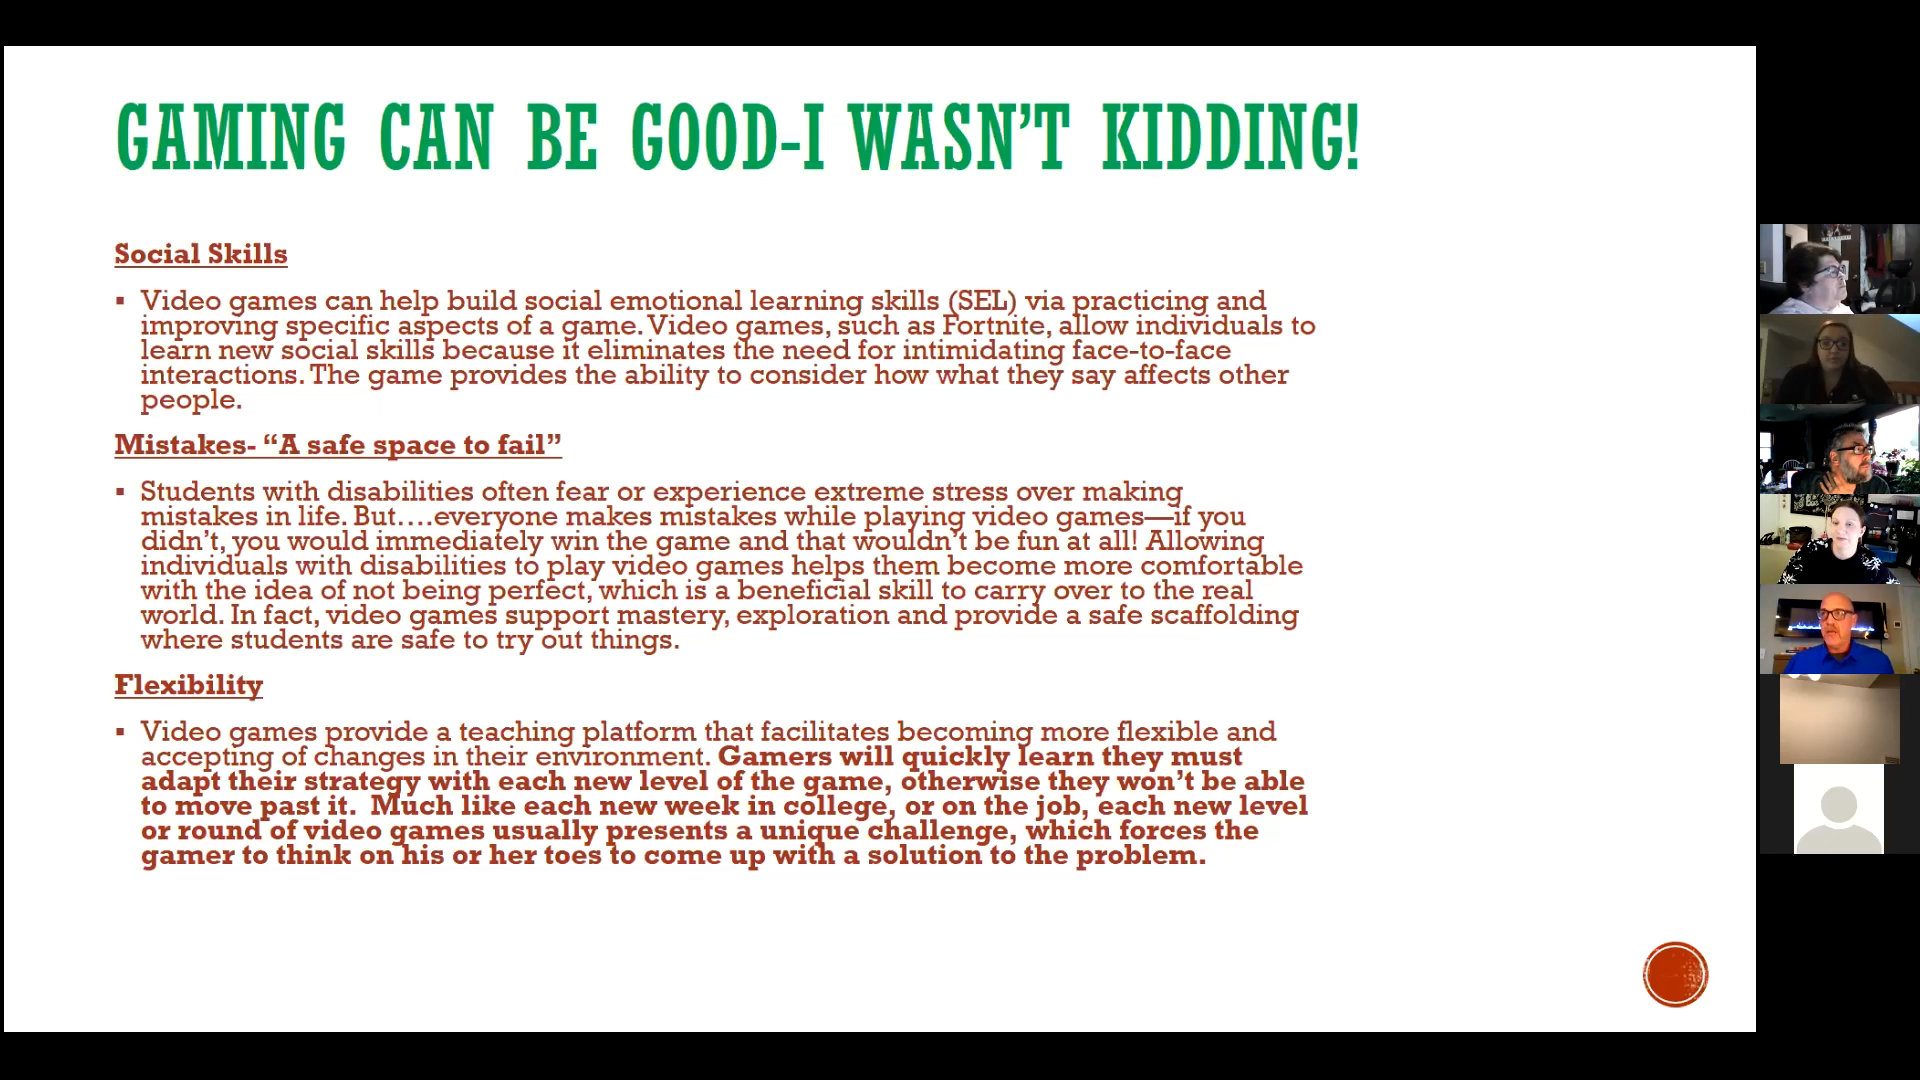 GAMING CAN BE GOOD-I WASN'T KIDDING!
Social Skills
▪ Video games can help build social emotional learning skills (SEL) via practicing and
improving specific aspects of a game. Video games, such as Fortnite, allow individuals to
learn new social skills because it eliminates the need for intimidating face-to-face
interactions. The game provides the ability to consider how what they say affects other
people.
Mistakes- “A safe space to fail”
▪ Students with disabilities often fear or experience extreme stress over making
mistakes in life. But….everyone makes mistakes while playing video games—if you
didn’t, you would immediately win the game and that wouldn’t be fun at all! Allowing
individuals with disabilities to play video games helps them become more comfortable
with the idea of not being perfect, which is a beneficial skill to carry over to the real
world. In fact, video games support mastery, exploration and provide a safe scaffolding
where students are safe to try out things.
Flexibility
▪ Video games provide a teaching platform that facilitates becoming more flexible and
accepting of changes in their environment. Gamers will quickly learn they must
adapt their strategy with each new level of the game, otherwise they won’t be able
to move past it.  Much like each new week in college, or on the job, each new level
or round of video games usually presents a unique challenge, which forces the
gamer to think on his or her toes to come up with a solution to the problem.